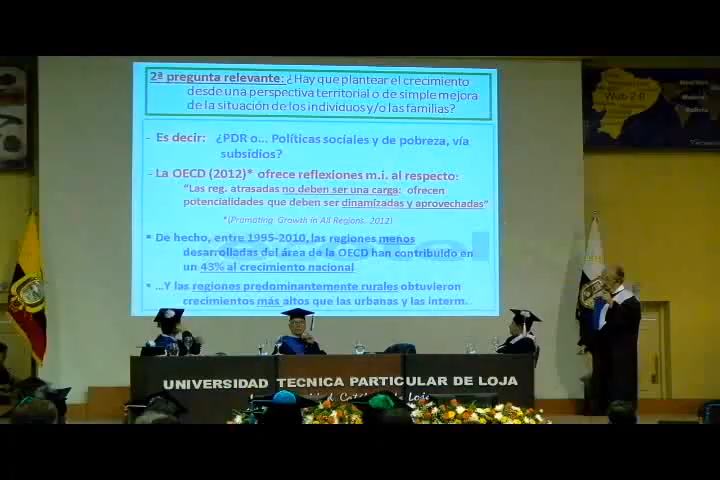 2ª pregunta relevante: ¿Hay que plantear el crecimiento
desde una perspectiva territorial o de simple mejora
de la situación de los individuos y/o las familias?
- Es decir: ¿PDR o... Políticas sociales y de pobreza, vía
subsidios?
- La OECD (2012)* ofrece reflexiones m.i. al respecto:
"Las reg. atrasadas no deben ser una carga: ofrecen
potencialidades que deben ser dinamizadas y aprovechadas"
*(Promoting Growth in All Regions. 2012)
▪ De hecho, entre 1995-2010, las regiones menos
desarrolladas del área de la OECD han contribuido en
un 43% al crecimiento nacional
▪ ...Y las regiones predominantemente rurales obtuvieron
crecimientos más altos que las urbanas y las interm.
Web 2.0
UNIVERSIDAD TECNICA PARTICULAR DE LOJA
de Loja